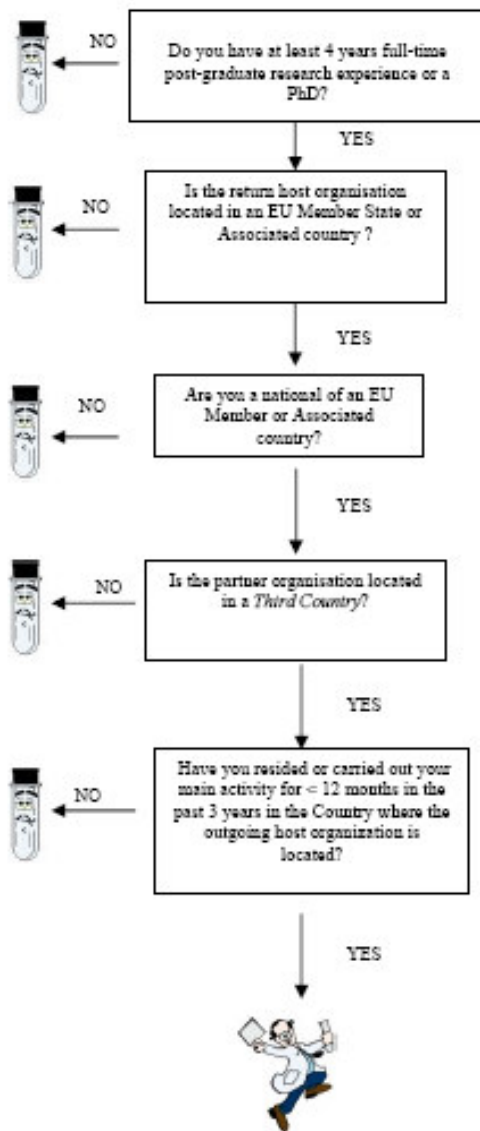 NO
Do you have at least 4 years full-time
post-graduate research experience or a
PhD?
YES
NO
Is the return host organisation
located in an EU Member State or
Associated country ?
YES
NO
Are you a national of an EU
Member or Associated
country?
YES
NO
Is the partner organisation located
in a Third Country?
YES
NO
Have you resided or carried out your
main activity for < 12 months in the
past 3 years in the Country where the
outgoing host organization is
located?
YES